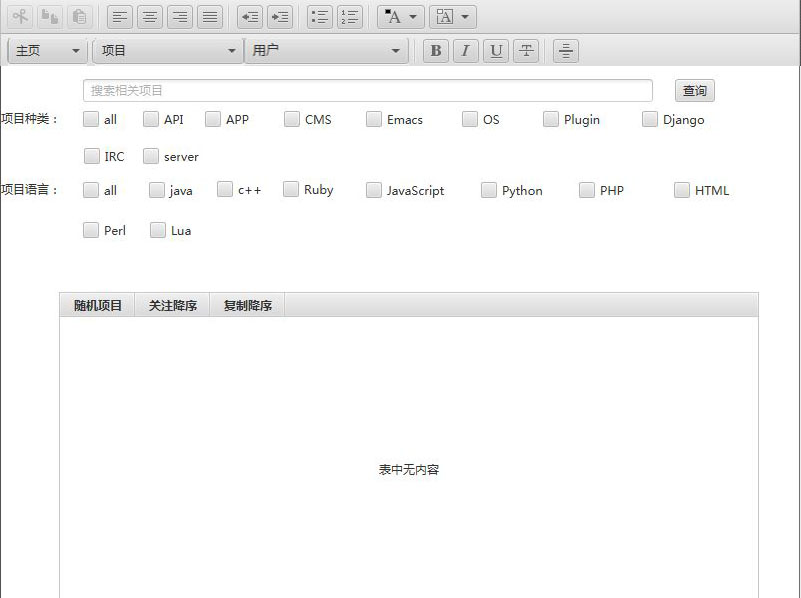 主页 项目 用户 B I U T
搜索相关项目 查询
项目种类： all API APP CMS Emacs OS Plugin Django
IRC server
项目语言： all java c++ Ruby JavaScript Python PHP HTML
Perl Lua
随机项目 关注降序 复制降序
表中无内容